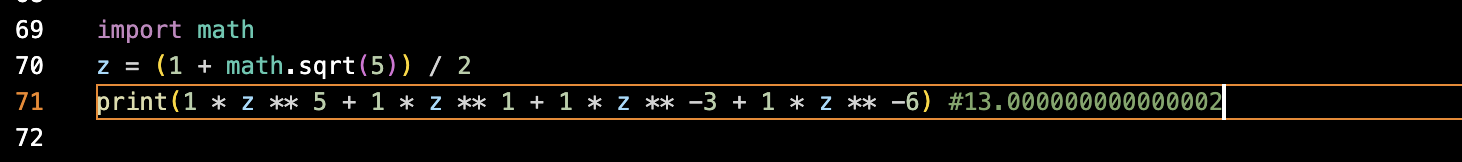 69 import math
70 z = (1 + math.sqrt(5)) / 2
71 print(1 * z ** 5 + 1 * z ** 1 + 1 * z ** -3 + 1 * z ** -6) #13.000000000000002
72